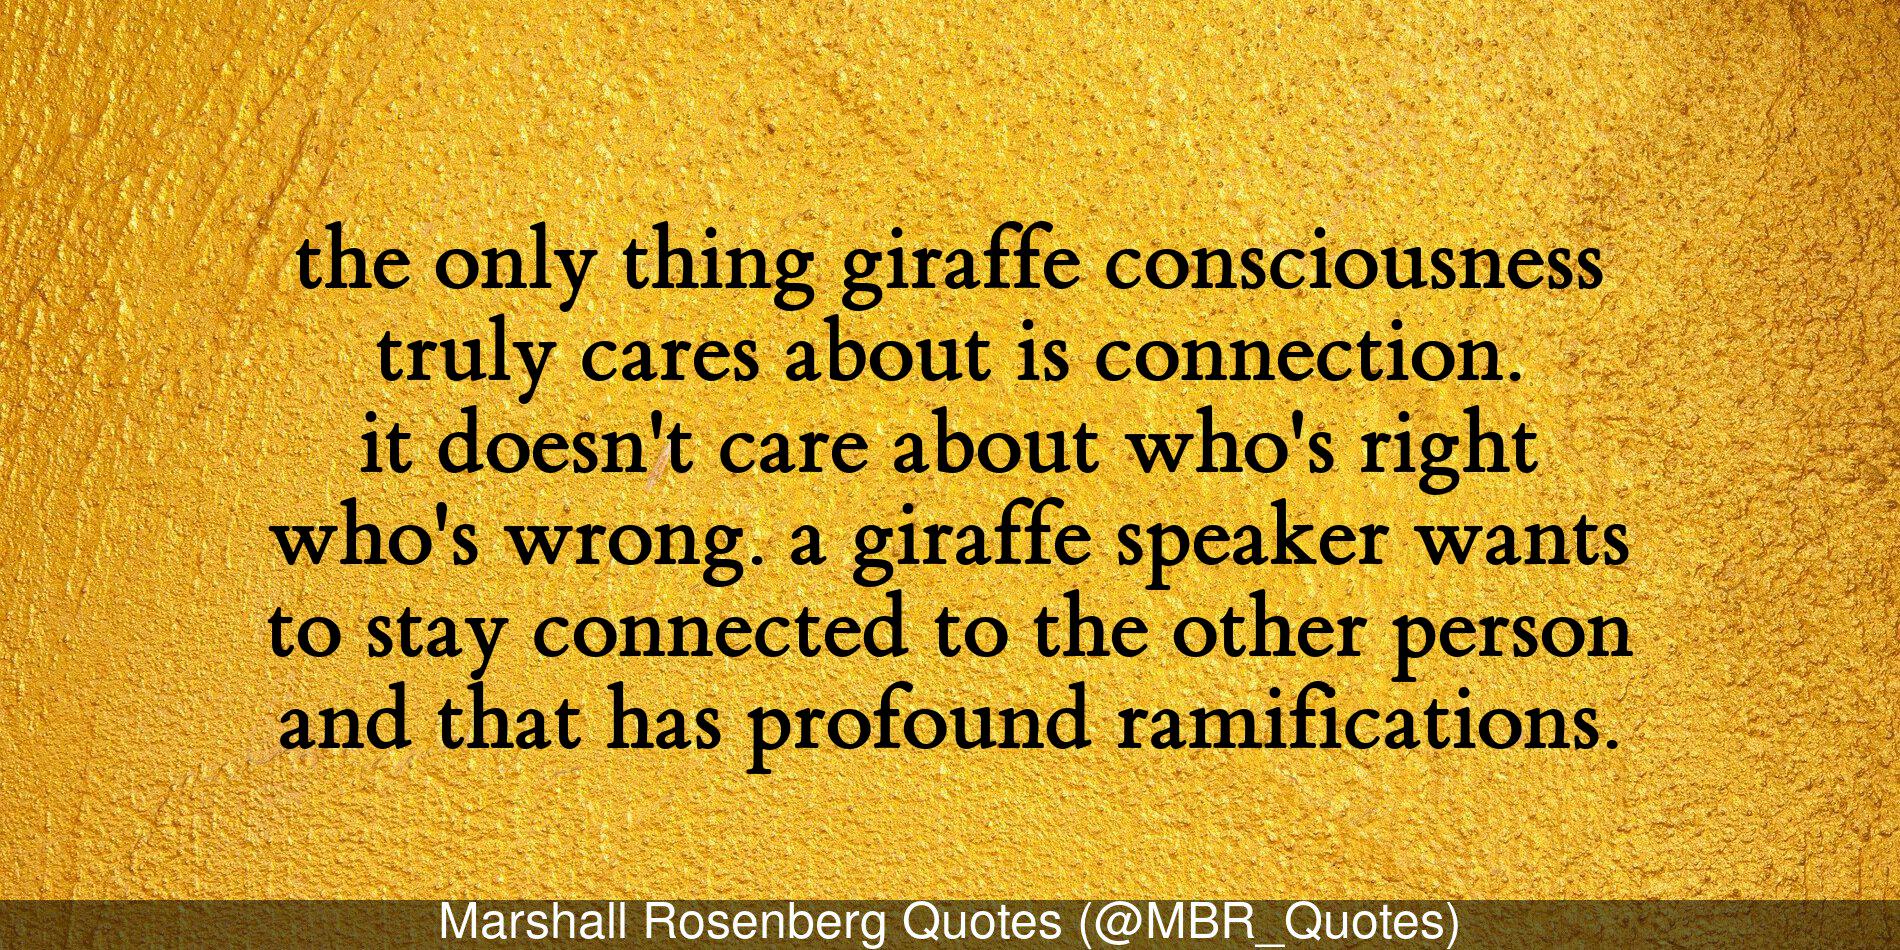 the only thing giraffe consciousness
truly cares about is connection.
it doesn't care about who's right
who's wrong. a giraffe speaker wants
to stay connected to the other person
and that has profound ramifications.
Marshall Rosenberg Quotes (@MBR_Quotes)